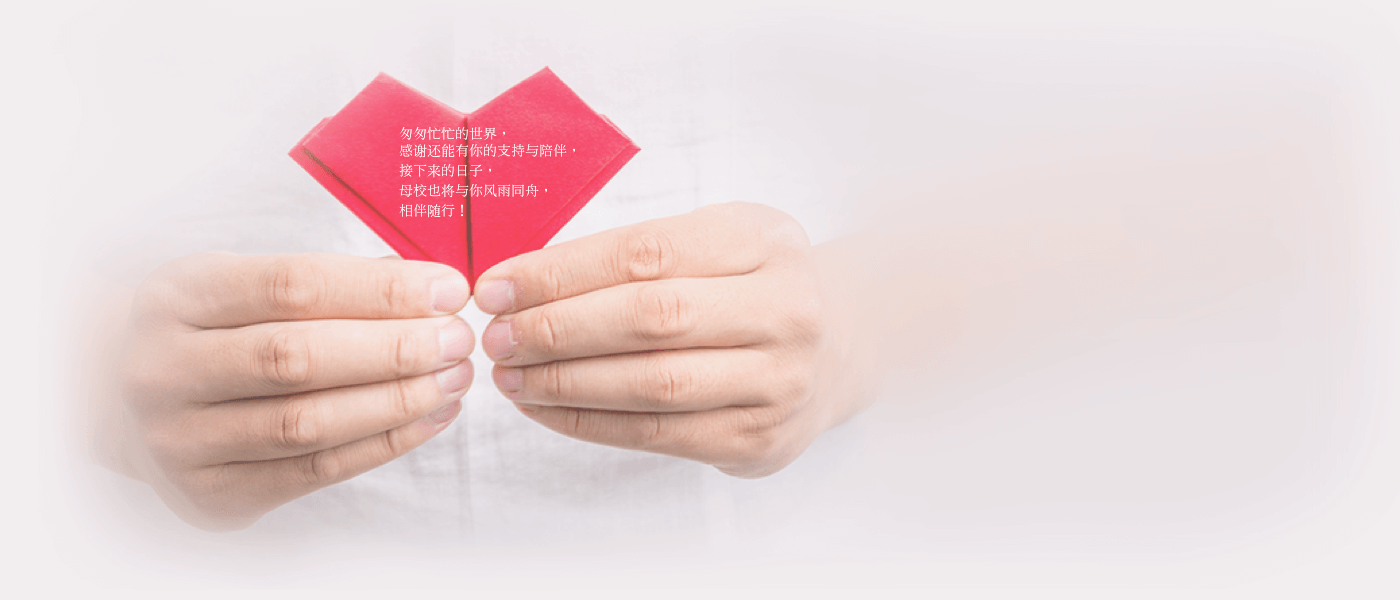 匆匆忙忙的世界，
感谢还能有你的支持与陪伴，
接下来的日子，
母校也将与你风雨同舟，
相伴随行！